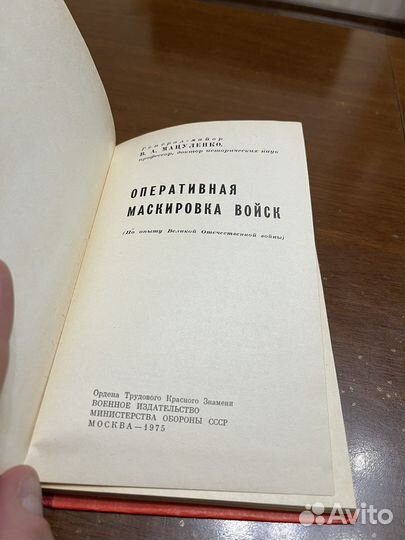 Генерал-майор
В. А. МАЦУЛЕНКО,
профессор, доктор исторических наук
ОПЕРАТИВНАЯ
МАСКИРОВКА ВОЙСК
(По опыту Великой Отечественной войны)
Ордена Трудового Красного Знамени
ВОЕННОЕ ИЗДАТЕЛЬСТВО
МИНИСТЕРСТВА ОБОРОНЫ СССР
МОСКВА—1975
Avito